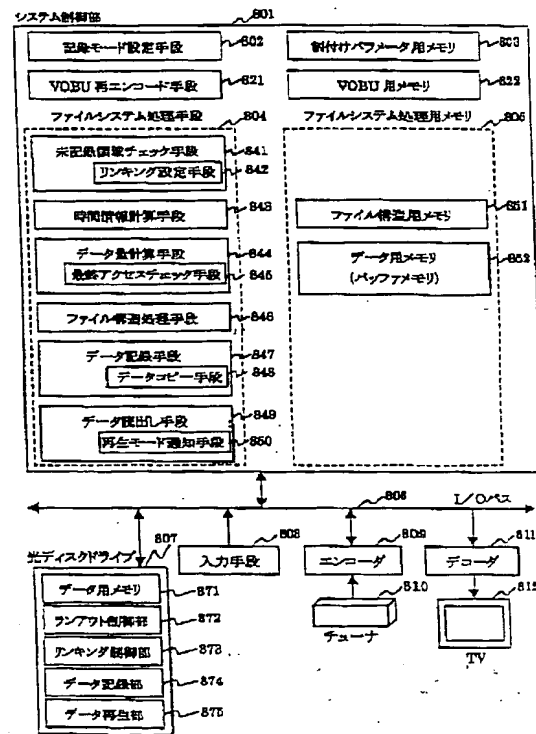 システム制御部 801
記録モード設定手段 802
割付けパラメータ用メモリ 803
VOBU 再エンコード手段 821
VOBU 用メモリ 822
ファイルシステム処理手段 804
ファイルシステム処理用メモリ 805
未記録領域チェック手段 841
リンキング設定手段 842
時間情報計算手段 843
データ量計算手段 844
最終アクセスチェック手段 845
ファイル構造処理手段 846
データ記録手段 847
データコピー手段 848
データ読出し手段 849
再生モード通知手段 850
ファイル構造用メモリ 851
データ用メモリ 852
(バッファメモリ)
806 I/Oバス
光ディスクドライブ 807
入力手段 808
エンコーダ 809
デコーダ 811
データ用メモリ 871
ランアウト制御部 872
リンキング制御部 873
データ記録部 874
データ再生部 875
810
チューナ
812
TV